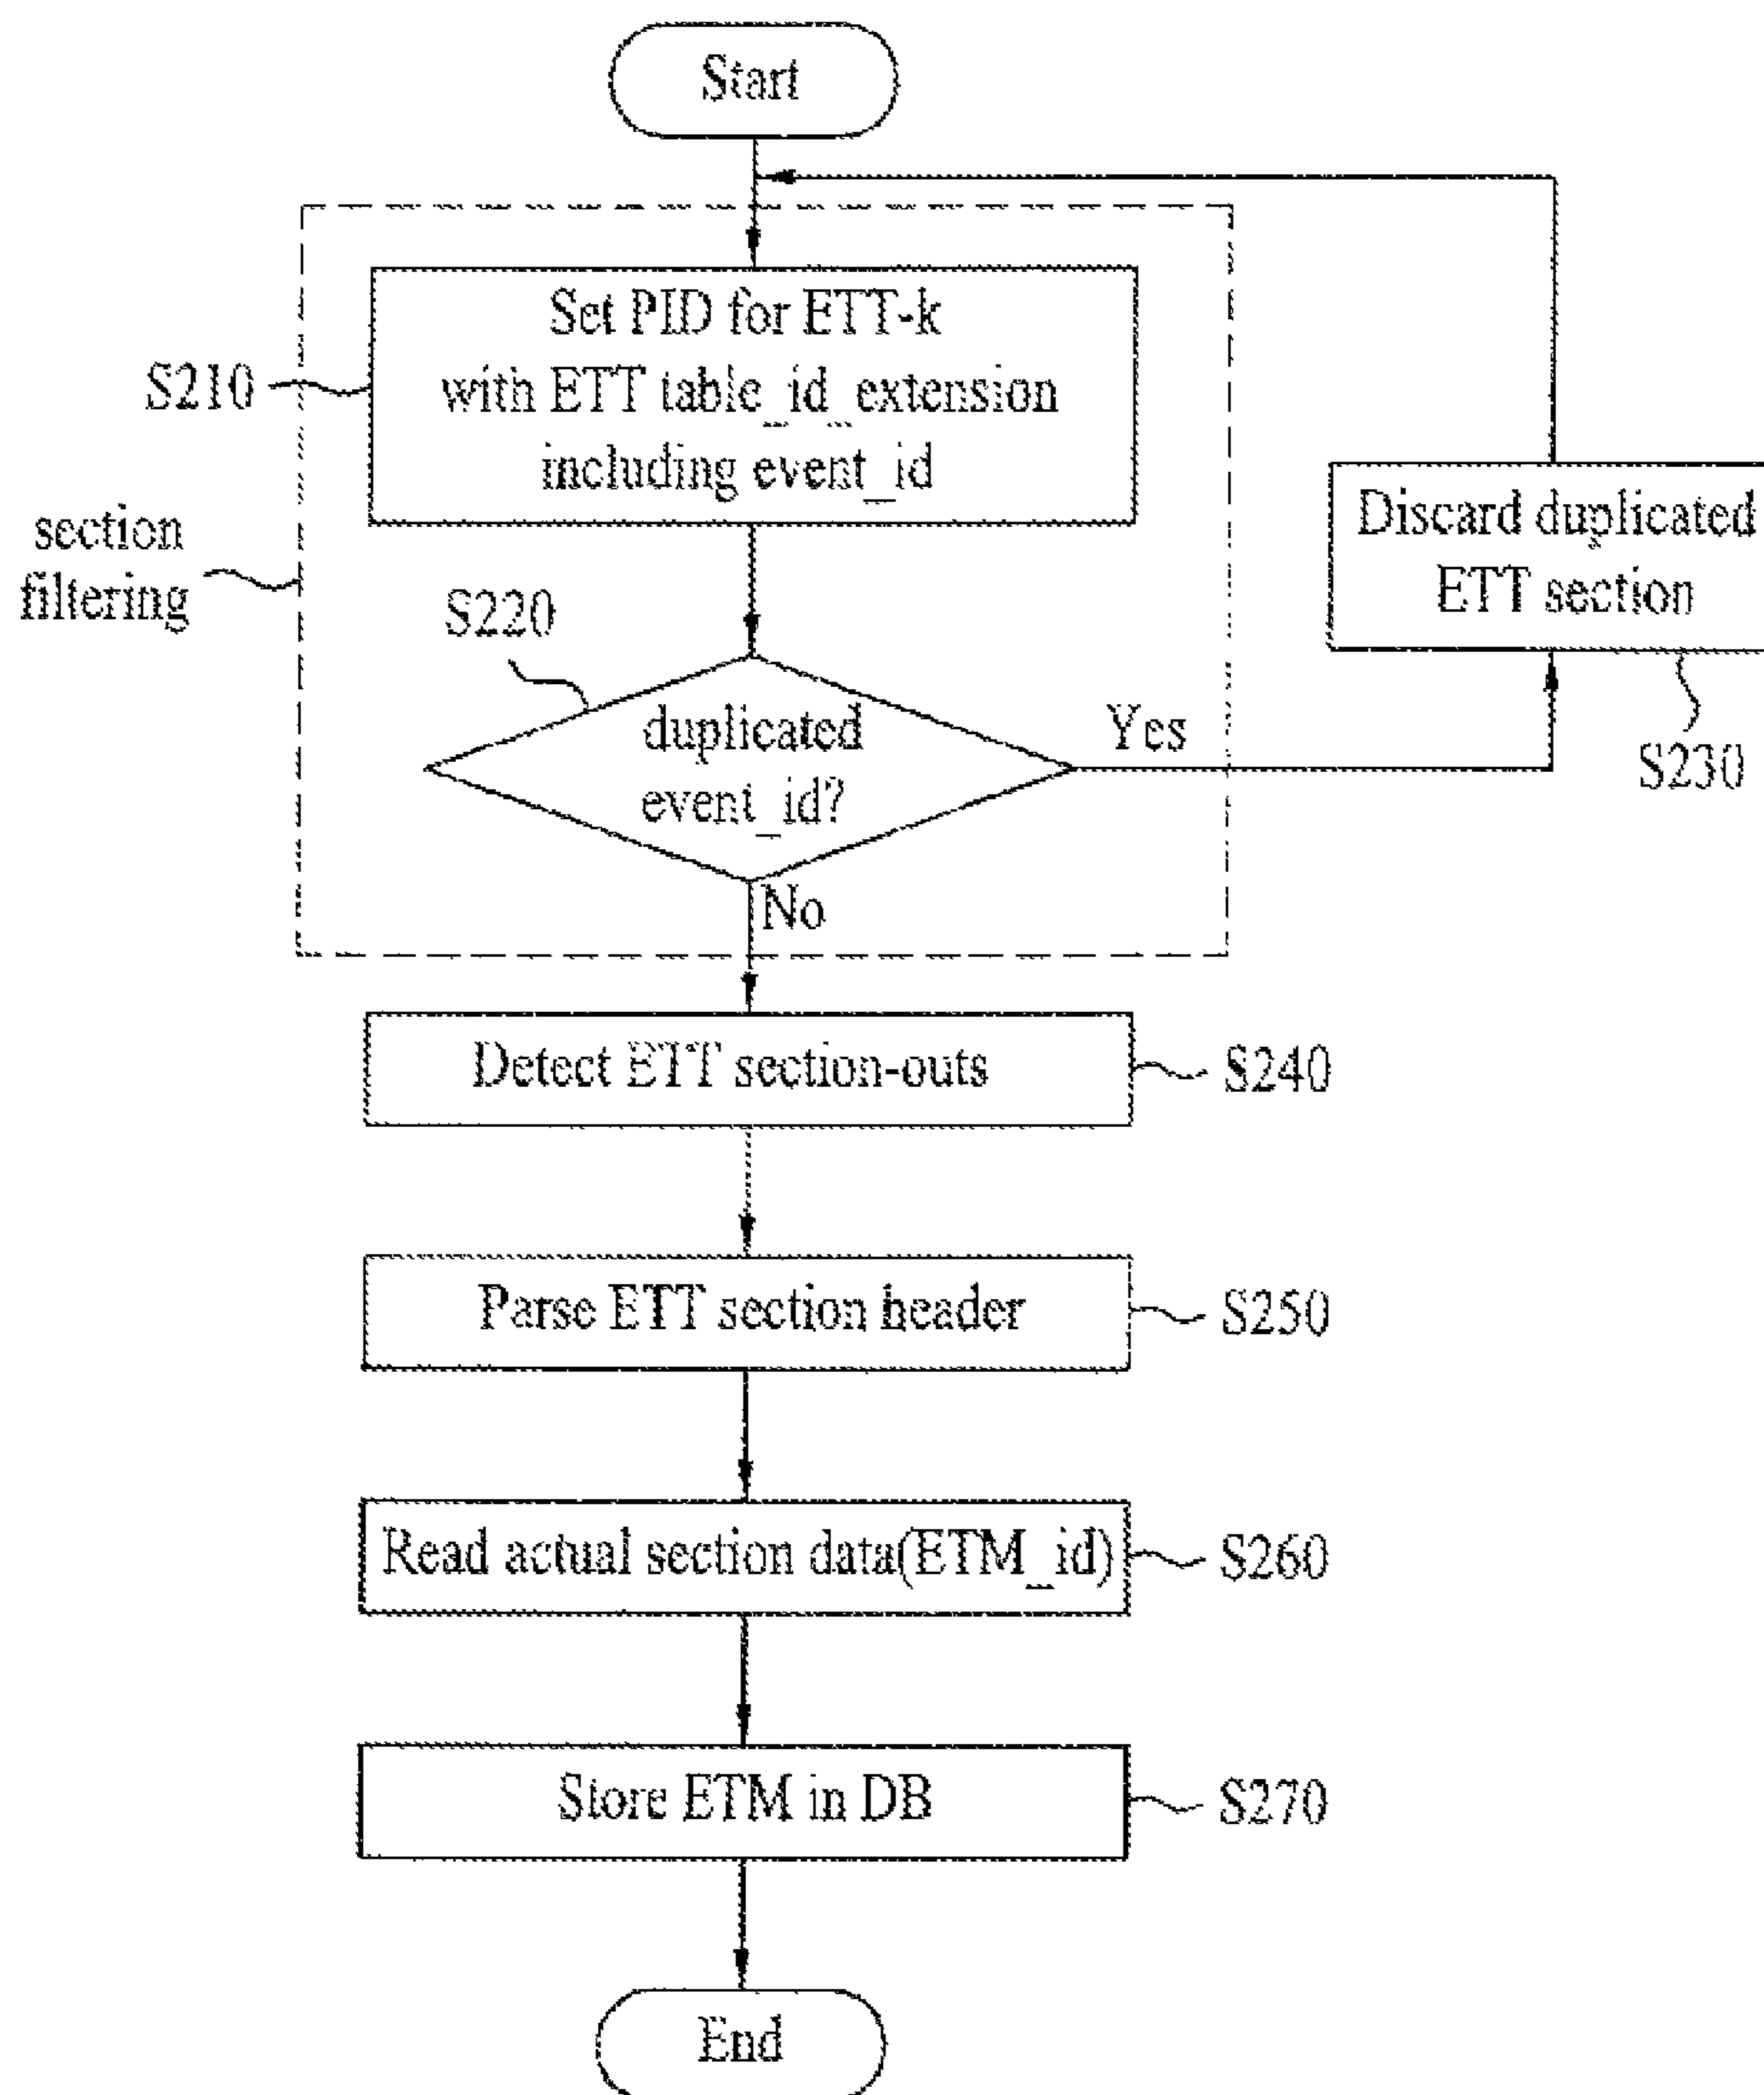 Start
Set PID for ETT-k
with ETT table_id_extension
including event_id
S210
section
filtering
Discard duplicated
ETT section
S230
S220
duplicated
event_id?
Yes
No
Detect ETT section-outs
S240
Parse ETT section header
S250
Read actual section data(ETM_id)
S260
Store ETM in DB
S270
End